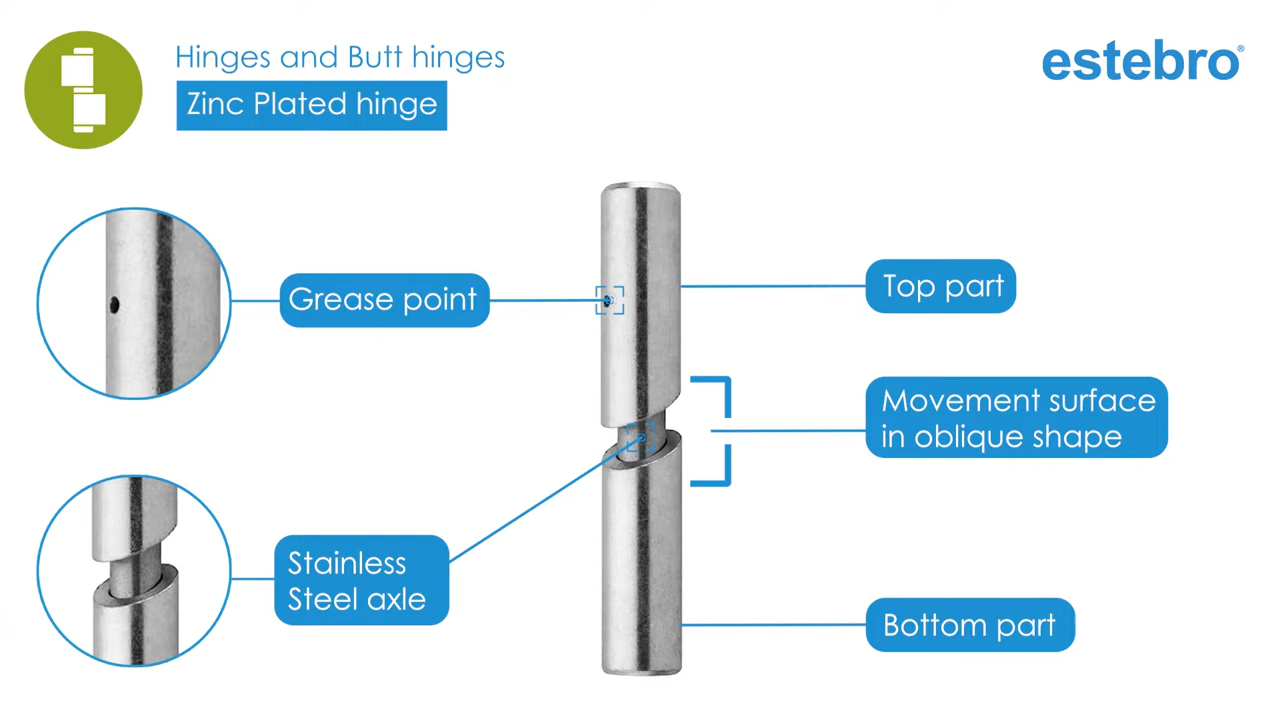 Hinges and Butt hinges
Zinc Plated hinge
estebro®
Grease point
Top part
Movement surface
in oblique shape
Stainless
Steel axle
Bottom part